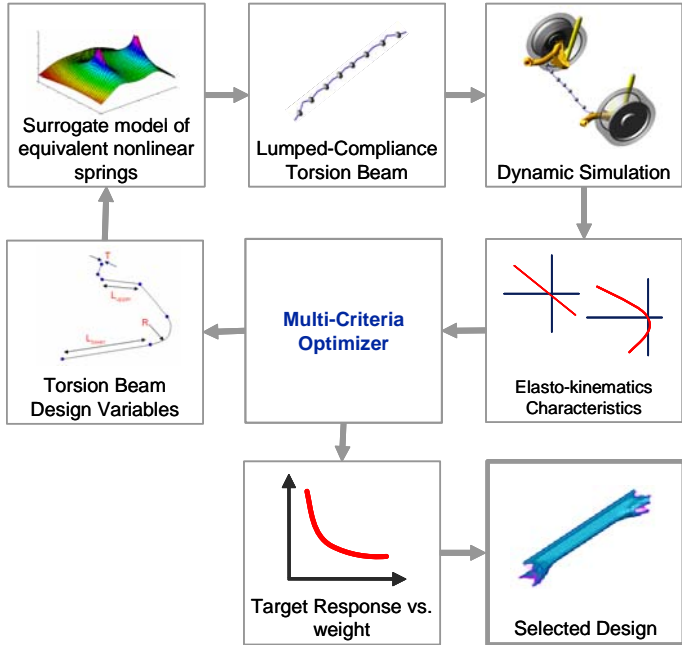 Surrogate model of
equivalent nonlinear
springs
Lumped-Compliance
Torsion Beam
Dynamic Simulation
T
R
Torsion Beam
Design Variables
Multi-Criteria
Optimizer
Elasto-kinematics
Characteristics
Target Response vs.
weight
Selected Design